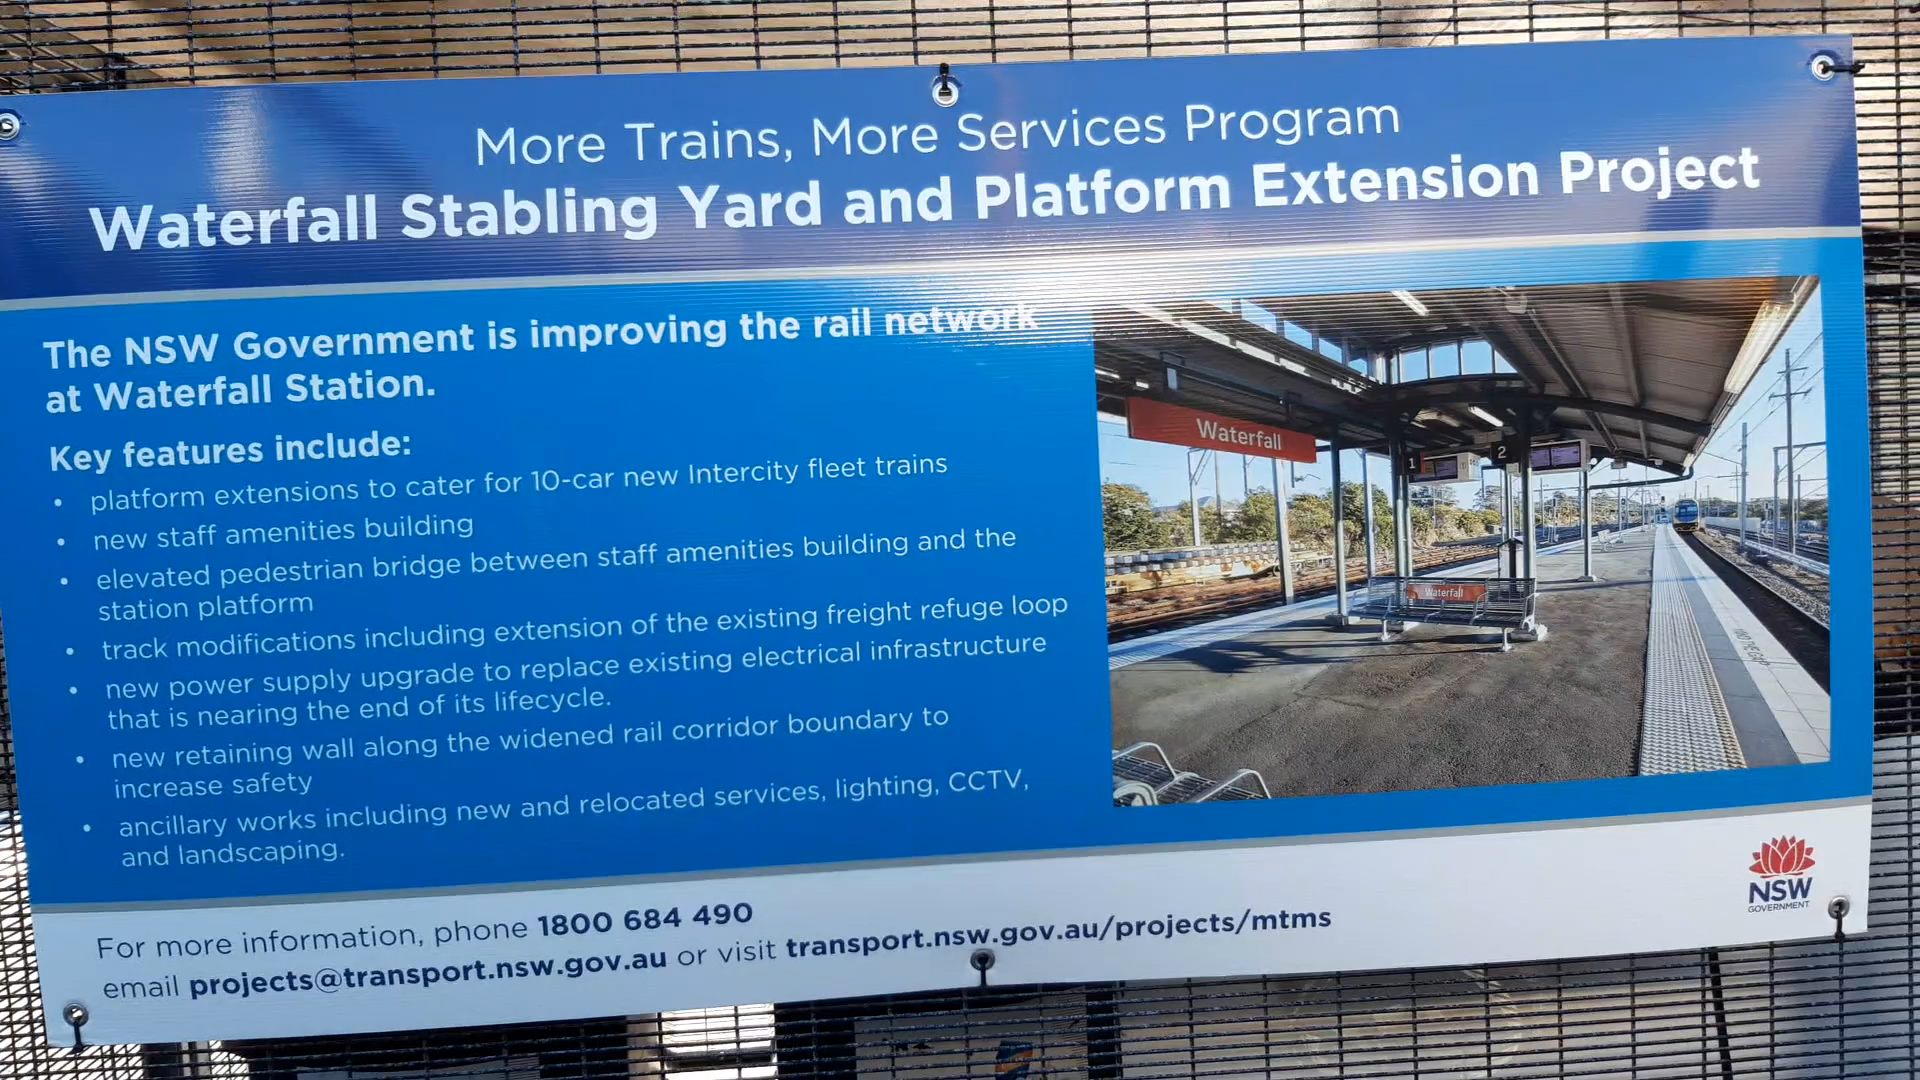 More Trains, More Services Program
Waterfall Stabling Yard and Platform Extension Project
The NSW Government is improving the rail network
at Waterfall Station.
Key features include:
• platform extensions to cater for 10-car new Intercity fleet trains
• new staff amenities building
• elevated pedestrian bridge between staff amenities building and the
station platform
• track modifications including extension of the existing freight refuge loop
• new power supply upgrade to replace existing electrical infrastructure
that is nearing the end of its lifecycle.
• new retaining wall along the widened rail corridor boundary to
increase safety
• ancillary works including new and relocated services, lighting, CCTV,
and landscaping.
Waterfall
1
2
Waterfall
MIND THE GAP
For more information, phone 1800 684 490
email projects@transport.nsw.gov.au or visit transport.nsw.gov.au/projects/mtms
NSW
GOVERNMENT